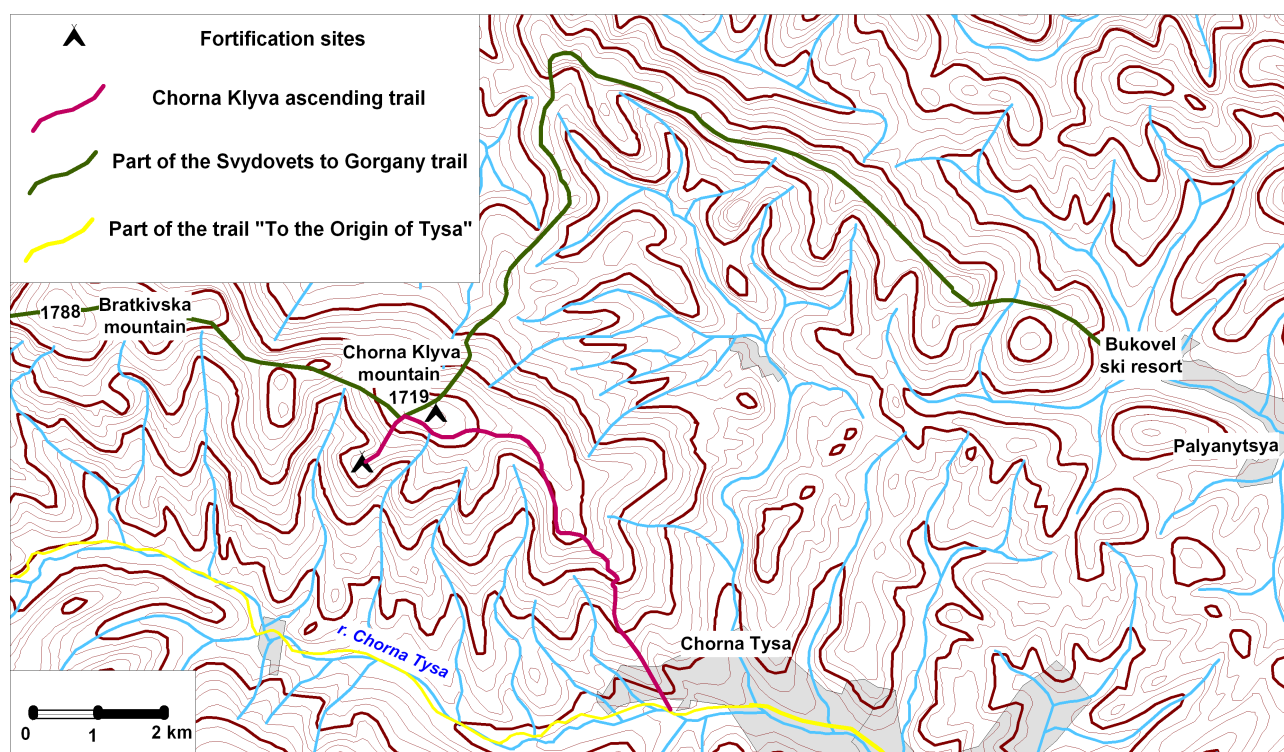 Fortification sites
Chorna Klyva ascending trail
Part of the Svydovets to Gorgany trail
Part of the trail "To the Origin of Tysa"
1788
Bratkivska
mountain
Chorna Klyva
mountain
1719
Bukovel
ski resort
Palyanytsya
r. Chorna Tysa
Chorna Tysa
0 1 2 km